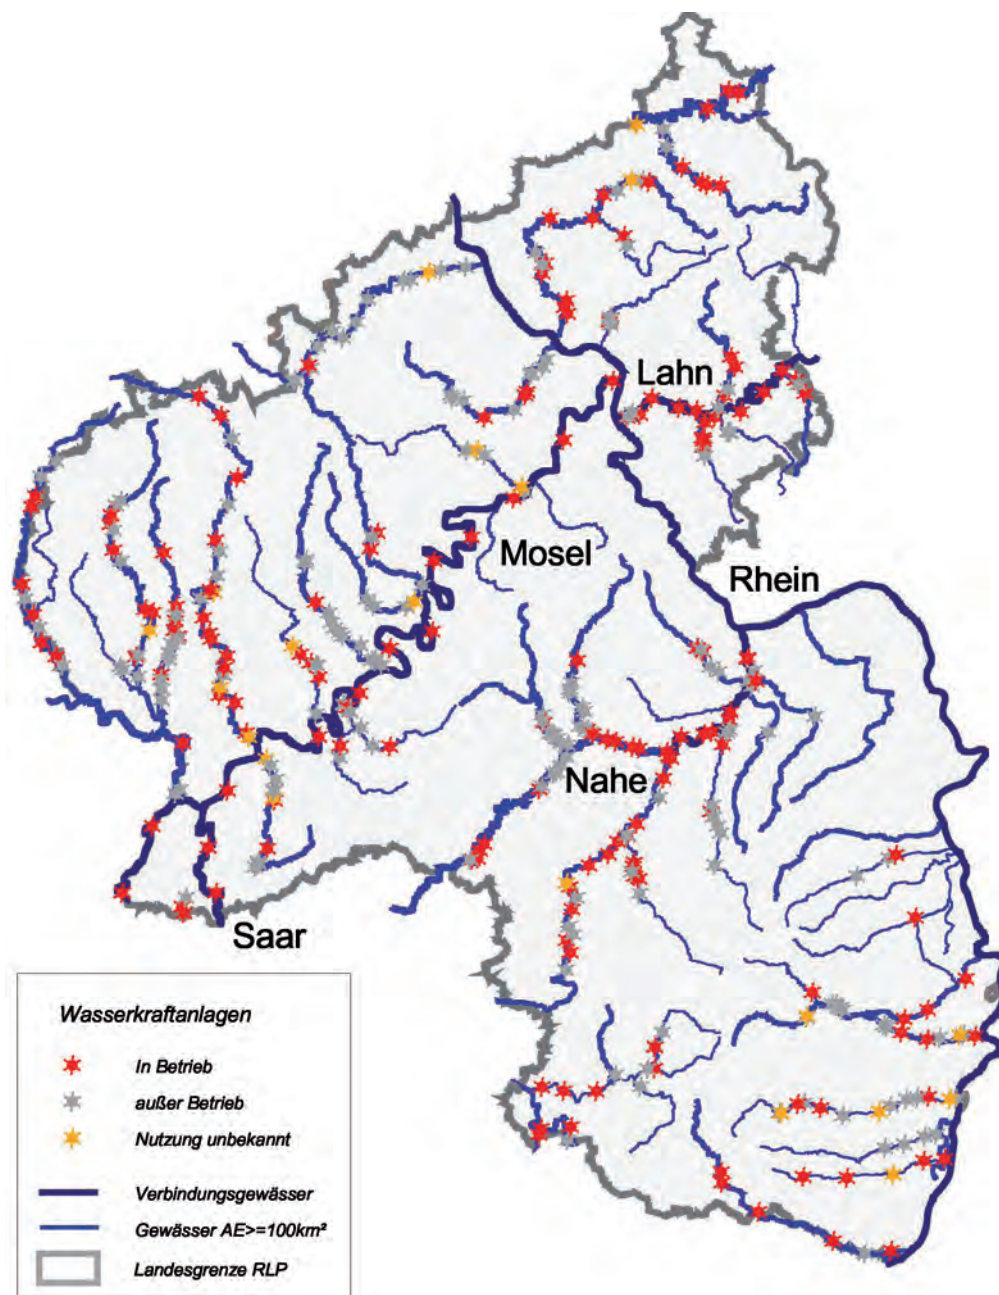 Lahn
Mosel
Rhein
Nahe
Saar
Wasserkraftanlagen
In Betrieb
außer Betrieb
Nutzung unbekannt
Verbindungsgewässer
Gewässer AE>=100km²
Landesgrenze RLP